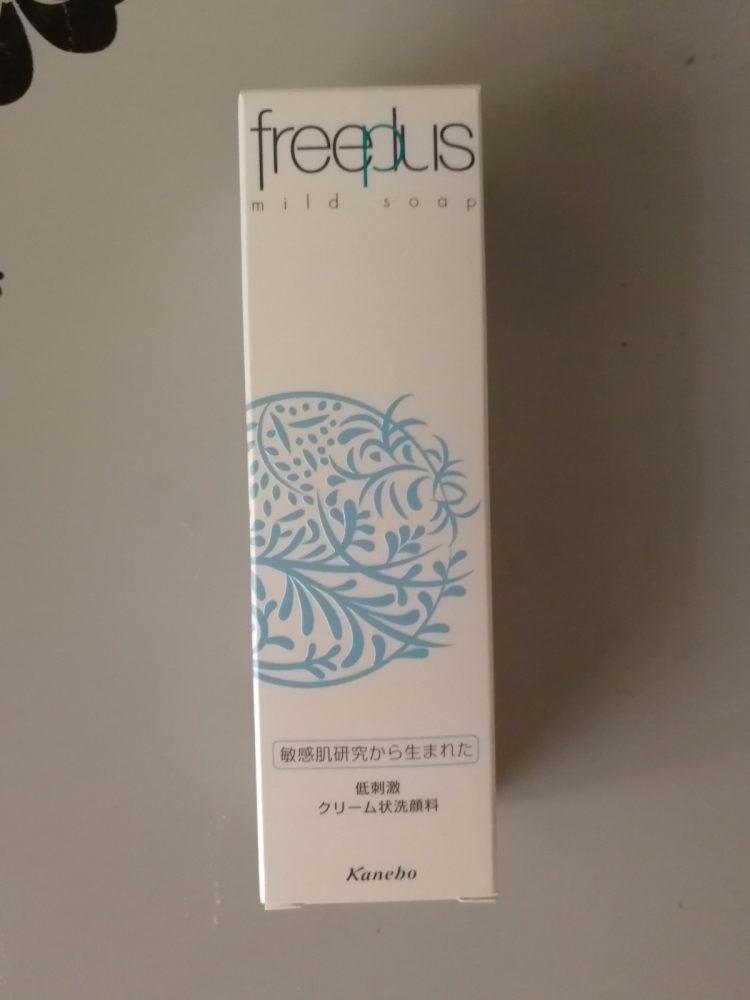 freeplus
mild soap
敏感肌研究から生まれた
低刺激
クリーム状洗顔料
Kanebo